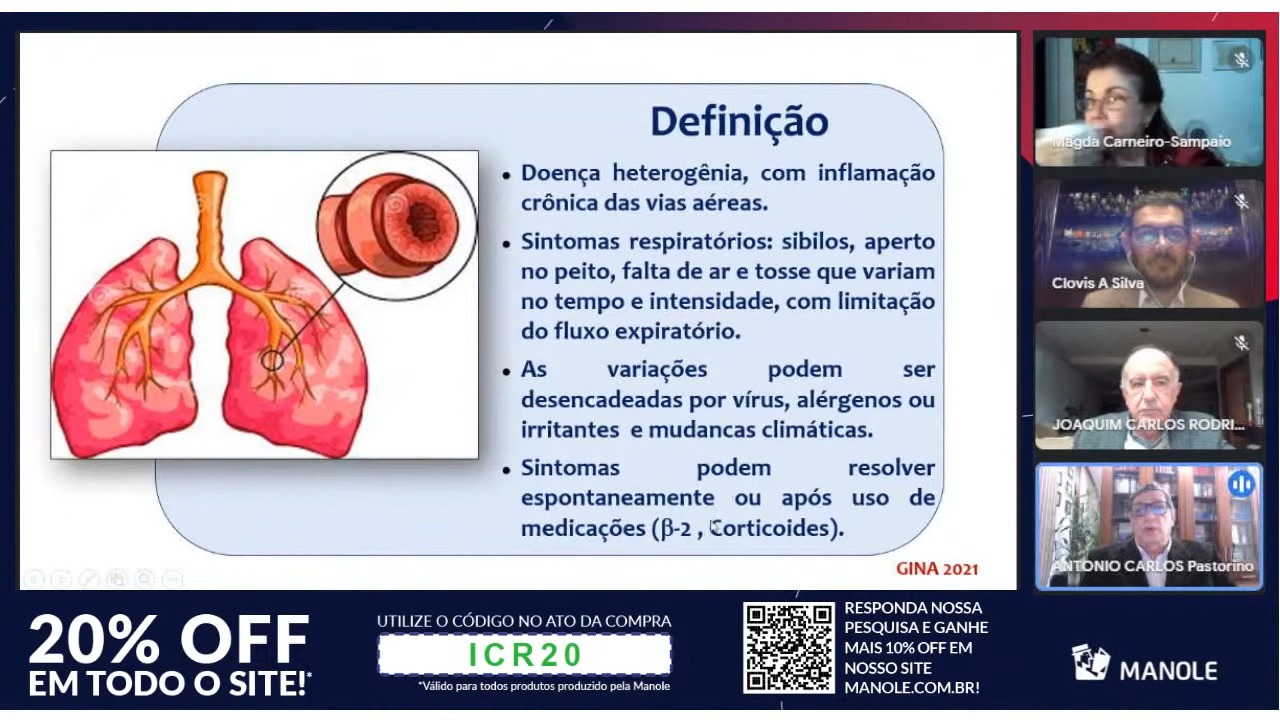 Definição
• Doença heterogênia, com inflamação
crônica das vias aéreas.
• Sintomas respiratórios: sibilos, aperto
no peito, falta de ar e tosse que variam
no tempo e intensidade, com limitação
do fluxo expiratório.
• As variações podem ser
desencadeadas por vírus, alérgenos ou
irritantes e mudancas climáticas.
• Sintomas podem resolver
espontaneamente ou após uso de
medicações (β-2 , Corticoides).
GINA 2021
Magda Carneiro-Sampaio
Clovis A Silva
JOAQUIM CARLOS RODRI...
ANTONIO CARLOS Pastorino
20% OFF
EM TODO O SITE!*
UTILIZE O CÓDIGO NO ATO DA COMPRA
ICR20
*Válido para todos produtos produzido pela Manole
RESPONDA NOSSA
PESQUISA E GANHE
MAIS 10% OFF EM
NOSSO SITE
MANOLE.COM.BR!
MANOLE